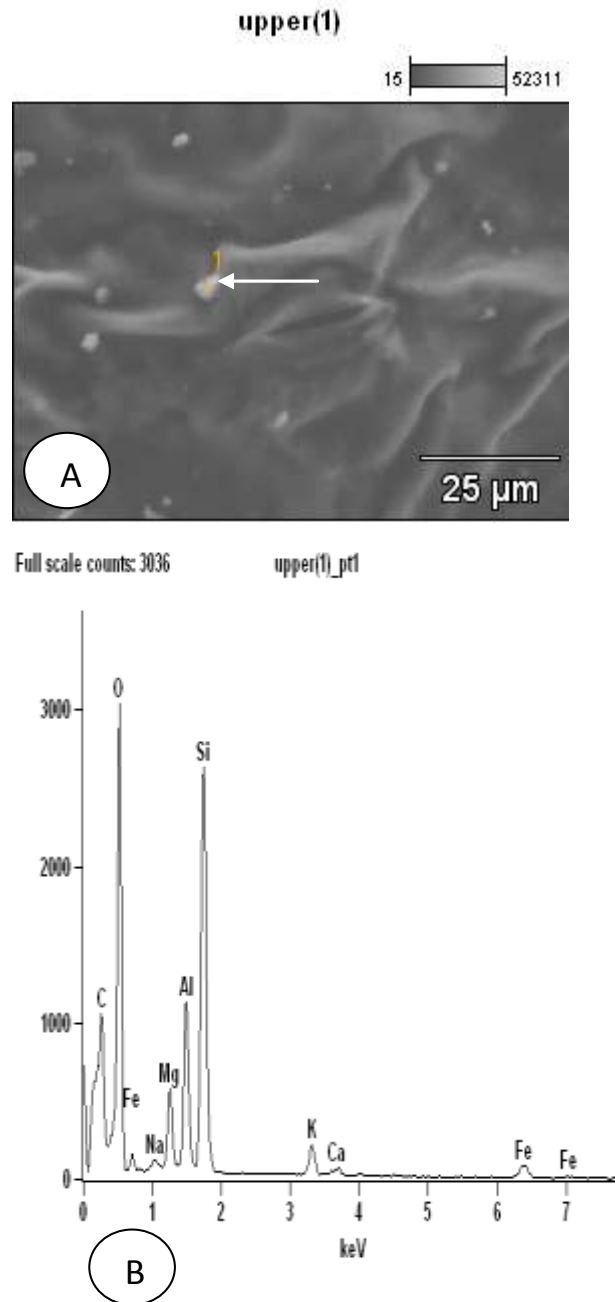 upper(1)
15 52311
25 µm
A
Full scale counts: 3036 upper(1)_pt1
O
3000
Si
2000
C
Al
1000
Mg
Fe
Na
K
Ca
Fe
Fe
0
0 1 2 3 4 5 6 7
keV
B